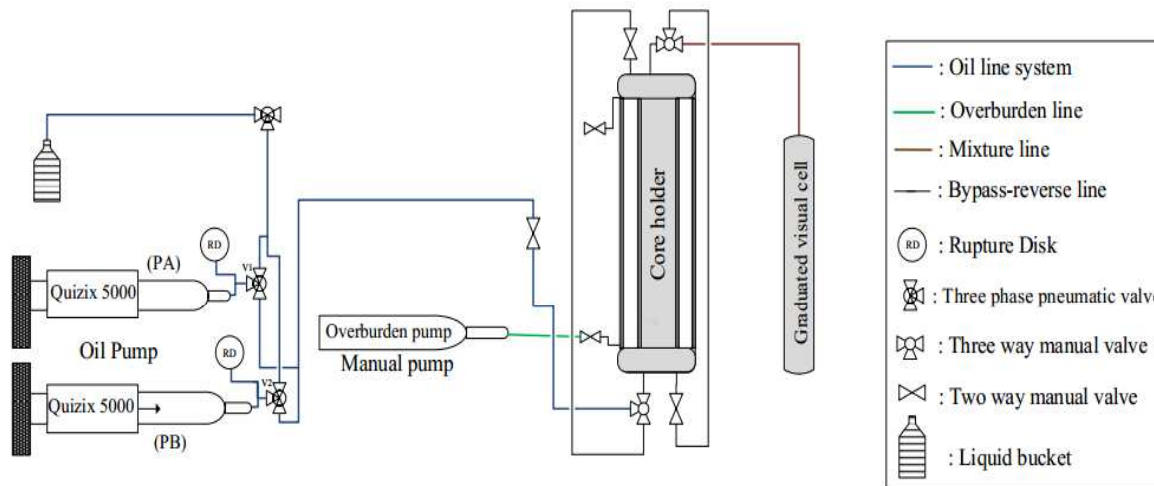 RD
(PA)
V1
Quizix 5000
Oil Pump
RD
V2
Quizix 5000
(PB)
Overburden pump
Manual pump
Core holder
Graduated visual cell
: Oil line system
: Overburden line
: Mixture line
: Bypass-reverse line
RD : Rupture Disk
: Three phase pneumatic valve
: Three way manual valve
: Two way manual valve
: Liquid bucket